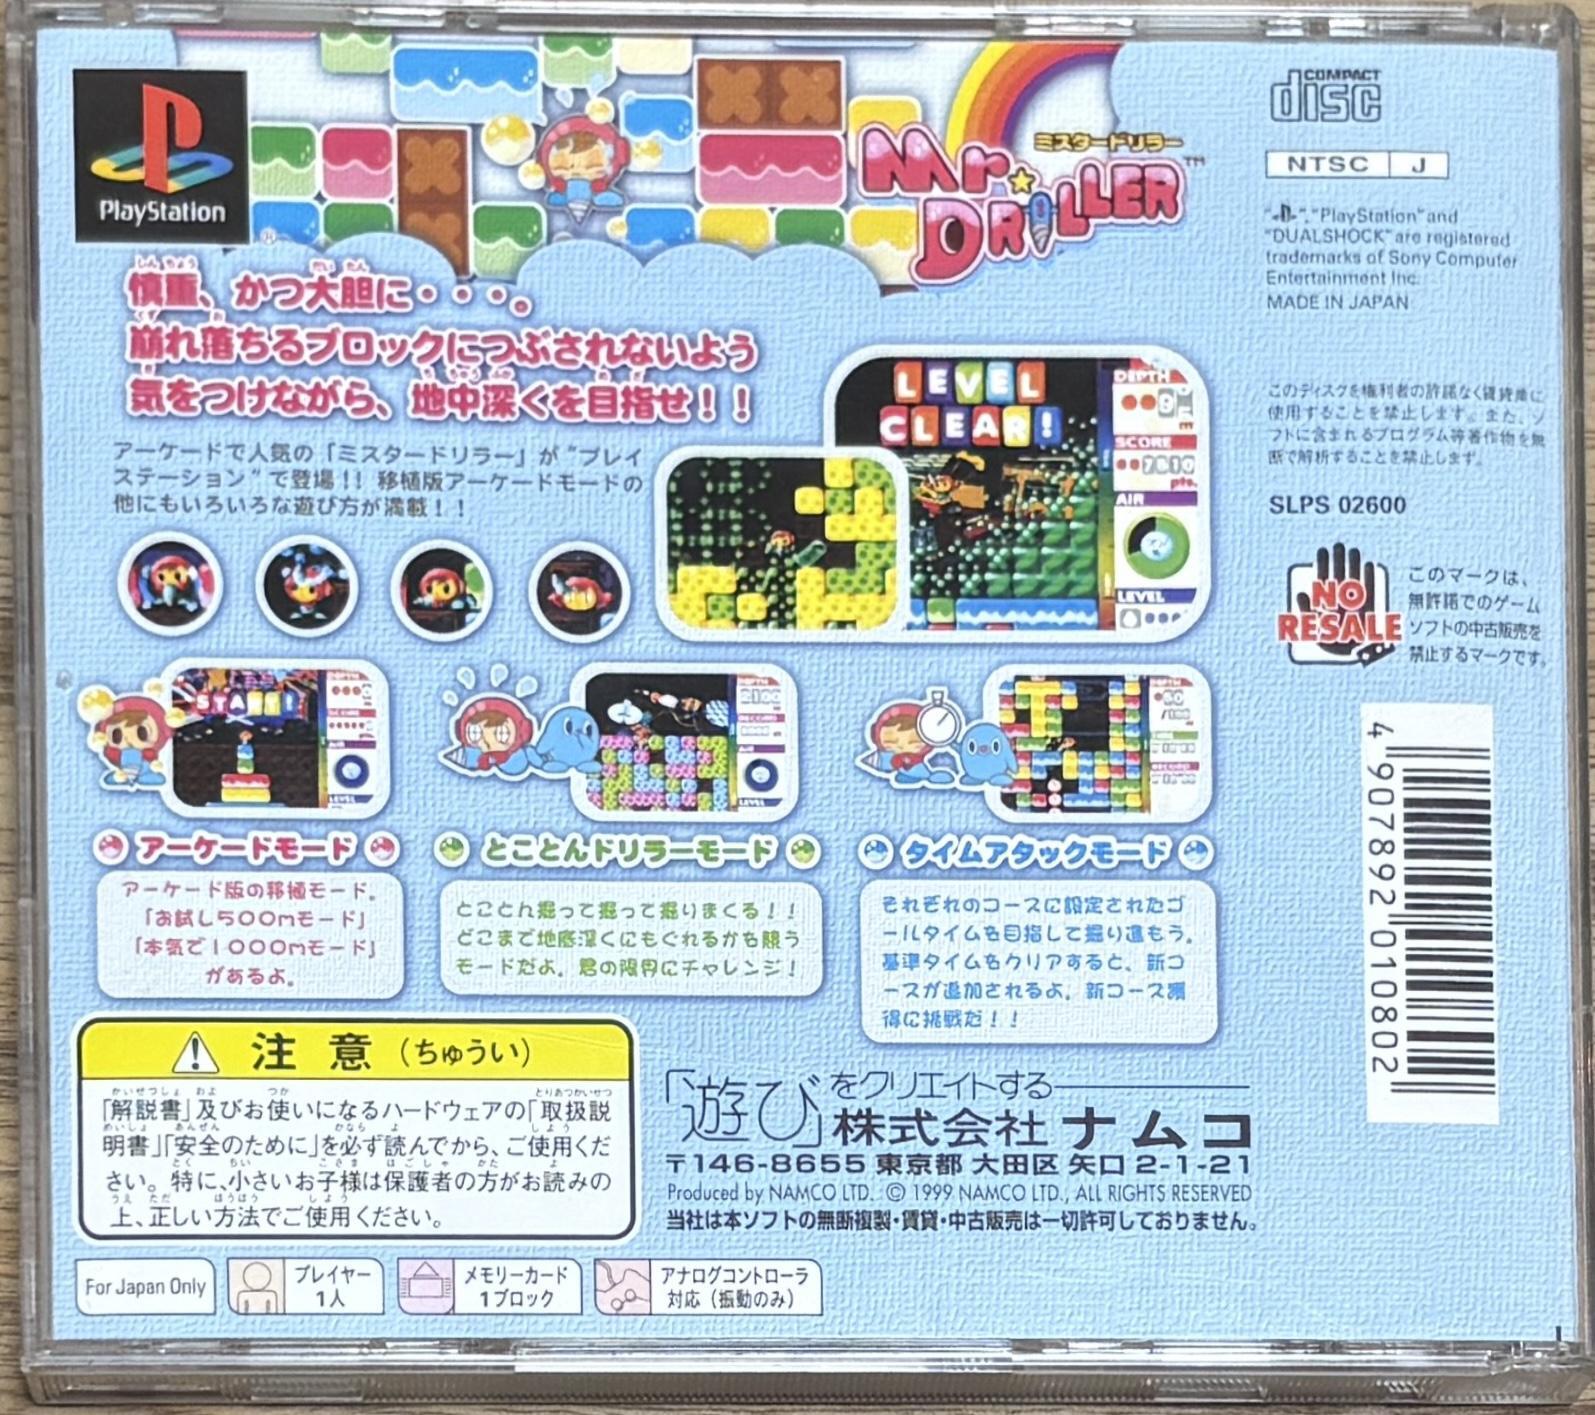 PlayStation
®
ミスタードリラー
Mr. DRILLER™
慎重、かつ大胆に・・・。
崩れ落ちるブロックにつぶされないよう
気をつけながら、地中深くを目指せ！！
アーケードで人気の「ミスタードリラー」が"プレイ
ステーション"で登場！！移植版アーケードモードの
他にもいろいろな遊び方が満載！！
LEVEL
CLEAR!
DEPTH
SCORE
7810
pts.
AIR
LEVEL
START!
アーケードモード
アーケード版の移植モード。
「お試し500mモード」
「本気で1000mモード」
があるよ。
とことんドリラーモード
とことん掘って掘って掘りまくる！！
どこまで地底深くにもぐれるかを競う
モードだよ。君の限界にチャレンジ！
タイムアタックモード
それぞれのコースに設定されたゴ
ールタイムを目指して掘り進もう。
基準タイムをクリアすると、新コ
ースが追加されるよ。新コース獲
得に挑戦だ！！
注意（ちゅうい）
「解説書」及びお使いになるハードウェアの「取扱説
明書」「安全のために」を必ず読んでから、ご使用くだ
さい。特に、小さいお子様は保護者の方がお読みの
上、正しい方法でご使用ください。
「遊び」をクリエイトする
株式会社ナムコ
〒146-8655 東京都 大田区 矢口 2-1-21
Produced by NAMCO LTD. © 1999 NAMCO LTD., ALL RIGHTS RESERVED
当社は本ソフトの無断複製・賃貸・中古販売は一切許可しておりません。
For Japan Only
プレイヤー
1人
メモリーカード
1ブロック
アナログコントローラ
対応（振動のみ）
COMPACT
disc
NTSC J
" ", "PlayStation" and
"DUALSHOCK" are registered
trademarks of Sony Computer
Entertainment Inc.
MADE IN JAPAN
このディスクを権利者の許諾なく賃貸業に
使用することを禁止します。また、ソ
フトに含まれるプログラム等著作物を無
断で解析することを禁止します。
SLPS 02600
NO
RESALE
このマークは、
無許諾でのゲーム
ソフトの中古販売を
禁止するマークです。
4 907892 010802